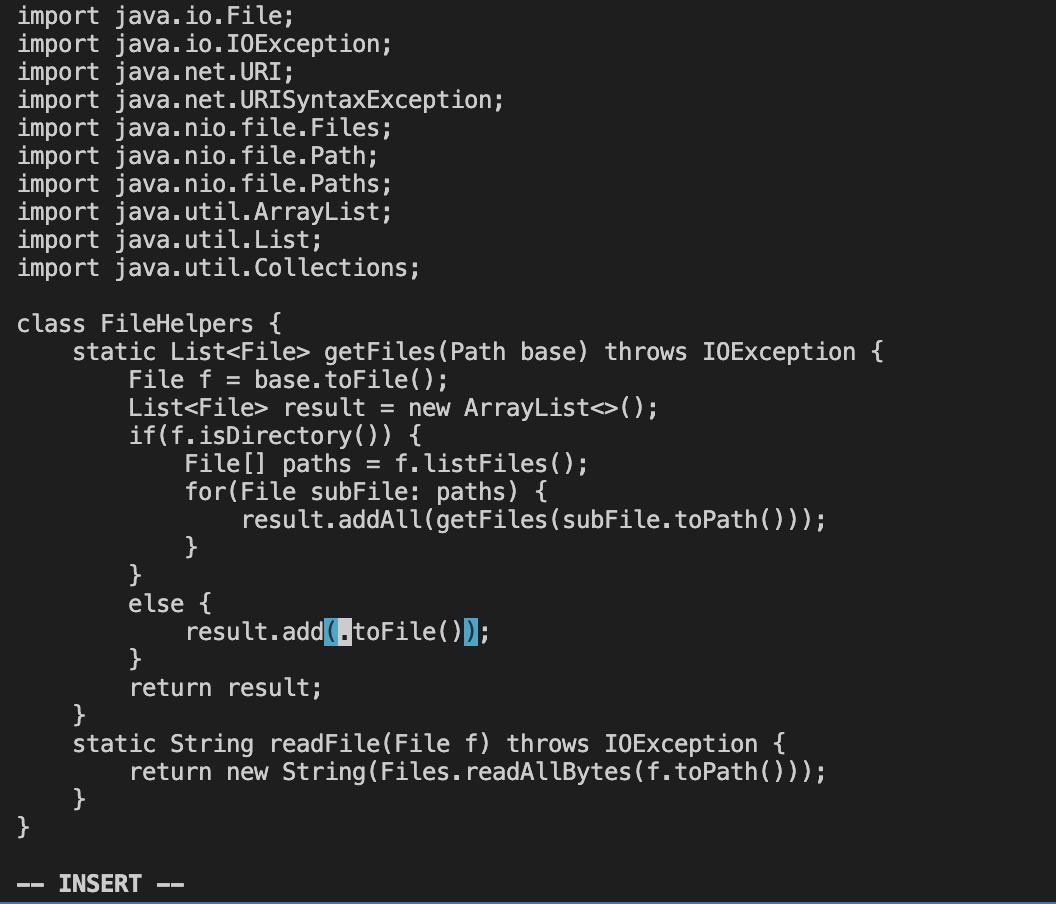 import java.io.File;
import java.io.IOException;
import java.net.URI;
import java.net.URISyntaxException;
import java.nio.file.Files;
import java.nio.file.Path;
import java.nio.file.Paths;
import java.util.ArrayList;
import java.util.List;
import java.util.Collections;

class FileHelpers {
    static List<File> getFiles(Path base) throws IOException {
        File f = base.toFile();
        List<File> result = new ArrayList<>();
        if(f.isDirectory()) {
            File[] paths = f.listFiles();
            for(File subFile: paths) {
                result.addAll(getFiles(subFile.toPath()));
            }
        }
        else {
            result.add(.toFile());
        }
        return result;
    }
    static String readFile(File f) throws IOException {
        return new String(Files.readAllBytes(f.toPath()));
    }
}

-- INSERT --